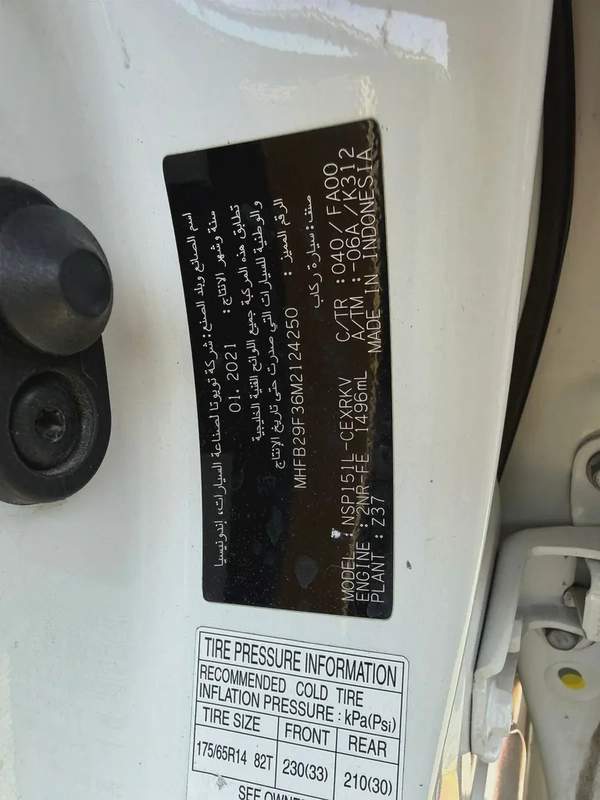 اسم الصانع وبلد الصنع: شركة تويوتا لصناعة السيارات، إندونيسيا
سنة وشهر الإنتاج: 01. 2021
تطابق هذه المركبة جميع اللوائح الفنية الخليجية
والوطنية للسيارات التي صدرت حتى تاريخ الإنتاج
الرقم المميز : MHFB29F36M2124250
صنف: سيارة ركاب
MODEL : NSP151L-CEXRKV C/TR : 040 / FA00
ENGINE : 2NR-FE 1496mL A/TM : -06A / K312
PLANT : Z37 MADE IN INDONESIA
TIRE PRESSURE INFORMATION
RECOMMENDED COLD TIRE
INFLATION PRESSURE : kPa(Psi)
TIRE SIZE FRONT REAR
175/65R14 82T 230(33) 210(30)
SEE OWNER